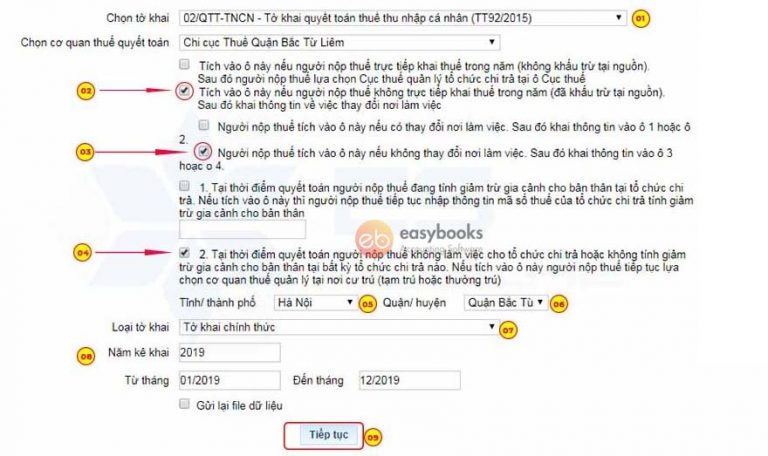 Chọn tờ khai 02/QTT-TNCN - Tờ khai quyết toán thuế thu nhập cá nhân (TT92/2015) 01
Chọn cơ quan thuế quyết toán Chi cục Thuế Quận Bắc Từ Liêm
Tích vào ô này nếu người nộp thuế trực tiếp khai thuế trong năm (không khấu trừ tại nguồn).
Sau đó người nộp thuế lựa chọn Cục thuế quản lý tổ chức chi trả tại ô Cục thuế
02 Tích vào ô này nếu người nộp thuế không trực tiếp khai thuế trong năm (đã khấu trừ tại nguồn).
Sau đó khai thông tin về việc thay đổi nơi làm việc
Người nộp thuế tích vào ô này nếu có thay đổi nơi làm việc. Sau đó khai thông tin vào ô 1 hoặc ô
2.
03 Người nộp thuế tích vào ô này nếu không thay đổi nơi làm việc. Sau đó khai thông tin vào ô 3
hoặc ô 4.
1. Tại thời điểm quyết toán người nộp thuế đang tính giảm trừ gia cảnh cho bản thân tại tổ chức chi
trả. Nếu tích vào ô này thì người nộp thuế tiếp tục nhập thông tin mã số thuế của tổ chức chi trả tính giảm
trừ gia cảnh cho bản thân
eb easybooks
Accounting Software
04 2. Tại thời điểm quyết toán người nộp thuế không làm việc cho tổ chức chi trả hoặc không tính giảm
trừ gia cảnh cho bản thân tại bất kỳ tổ chức chi trả nào. Nếu tích vào ô này người nộp thuế tiếp tục lựa
chọn cơ quan thuế quản lý tại nơi cư trú (tạm trú hoặc thường trú)
Tỉnh/ thành phố Hà Nội 05 Quận/ huyện Quận Bắc Từ 06
Loại tờ khai Tờ khai chính thức 07
08 Năm kê khai 2019
Từ tháng 01/2019 Đến tháng 12/2019
Gửi lại file dữ liệu
Tiếp tục 09